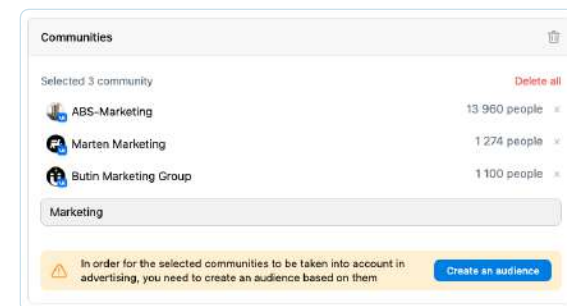 Communities
Selected 3 community Delete all
ABS-Marketing 13 960 people ×
Marten Marketing 1 274 people ×
Butin Marketing Group 1 100 people ×
Marketing
In order for the selected communities to be taken into account in
advertising, you need to create an audience based on them
Create an audience